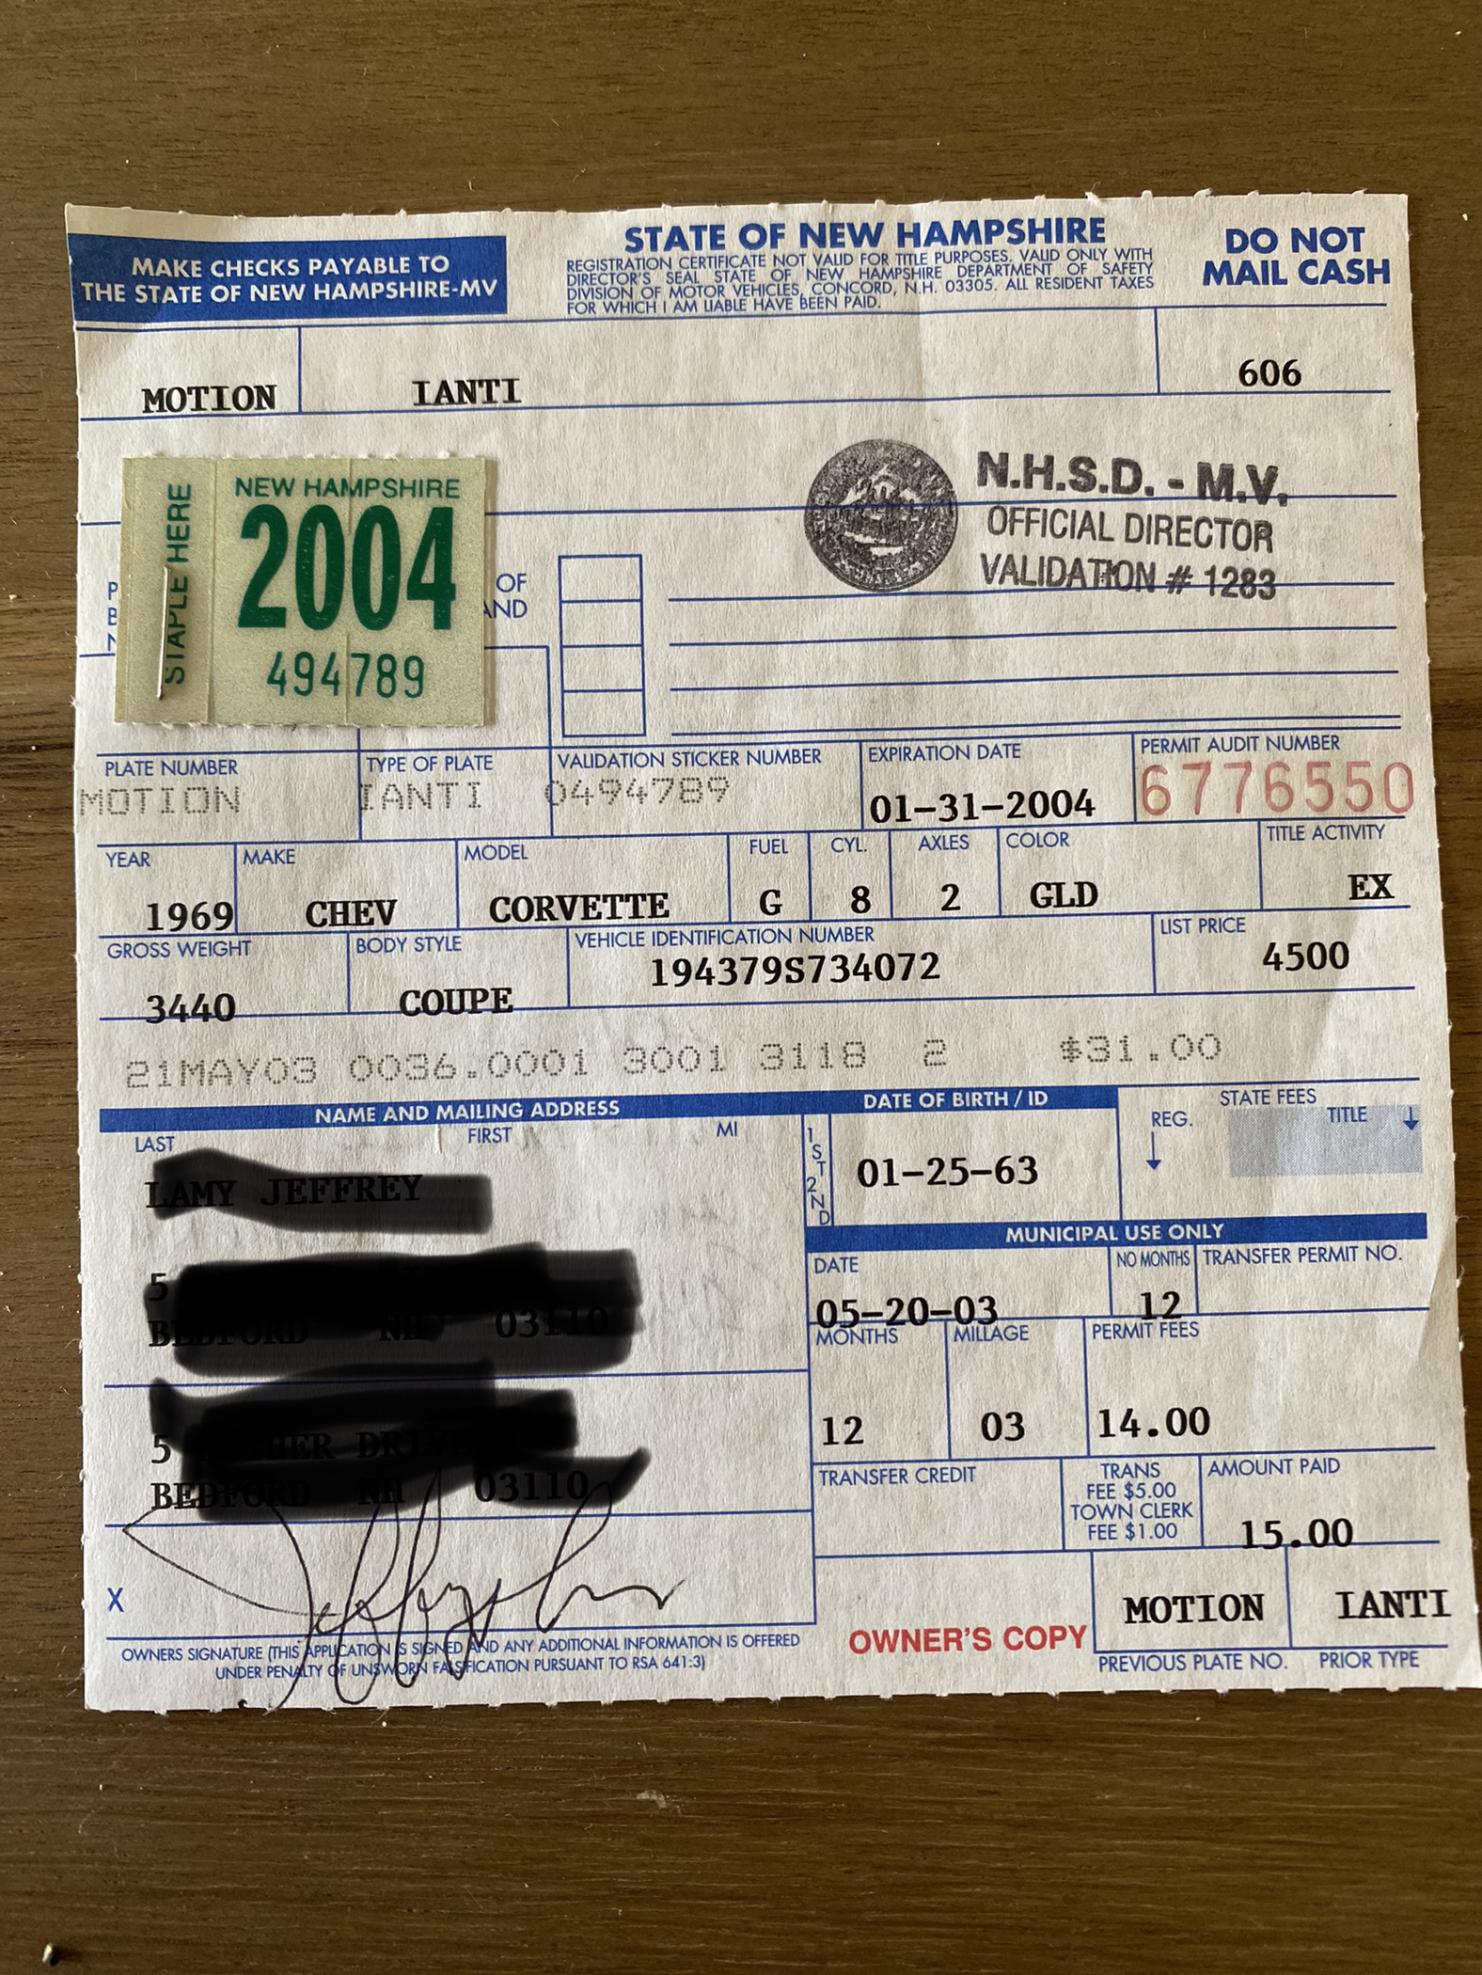 MAKE CHECKS PAYABLE TO
THE STATE OF NEW HAMPSHIRE-MV
STATE OF NEW HAMPSHIRE
REGISTRATION CERTIFICATE NOT VALID FOR TITLE PURPOSES. VALID ONLY WITH
DIRECTOR'S SEAL STATE OF NEW HAMPSHIRE DEPARTMENT OF SAFETY
DIVISION OF MOTOR VEHICLES, CONCORD, N.H. 03305. ALL RESIDENT TAXES
FOR WHICH I AM LIABLE HAVE BEEN PAID.
DO NOT
MAIL CASH
MOTION IANTI 606
STAPLE HERE
NEW HAMPSHIRE
2004
494789
OF
AND
N.H.S.D. - M.V.
OFFICIAL DIRECTOR
VALIDATION # 1283
PLATE NUMBER TYPE OF PLATE VALIDATION STICKER NUMBER EXPIRATION DATE PERMIT AUDIT NUMBER
MOTION IANTI 0494789 01-31-2004 6776550
YEAR MAKE MODEL FUEL CYL. AXLES COLOR TITLE ACTIVITY
1969 CHEV CORVETTE G 8 2 GLD EX
GROSS WEIGHT BODY STYLE VEHICLE IDENTIFICATION NUMBER LIST PRICE
3440 COUPE 194379S734072 4500
21MAY03 0036.0001 3001 3118 2 $31.00
NAME AND MAILING ADDRESS
LAST FIRST MI
DATE OF BIRTH / ID
1ST
2ND
01-25-63
STATE FEES
REG. TITLE
MUNICIPAL USE ONLY
DATE NO MONTHS TRANSFER PERMIT NO.
05-20-03 12
MONTHS MILLAGE PERMIT FEES
12 03 14.00
TRANSFER CREDIT
TRANS
FEE $5.00
TOWN CLERK
FEE $1.00
AMOUNT PAID
15.00
X
OWNERS SIGNATURE (THIS APPLICATION IS SIGNED AND ANY ADDITIONAL INFORMATION IS OFFERED
UNDER PENALTY OF UNSWORN FALSIFICATION PURSUANT TO RSA 641:3)
OWNER'S COPY
MOTION IANTI
PREVIOUS PLATE NO. PRIOR TYPE